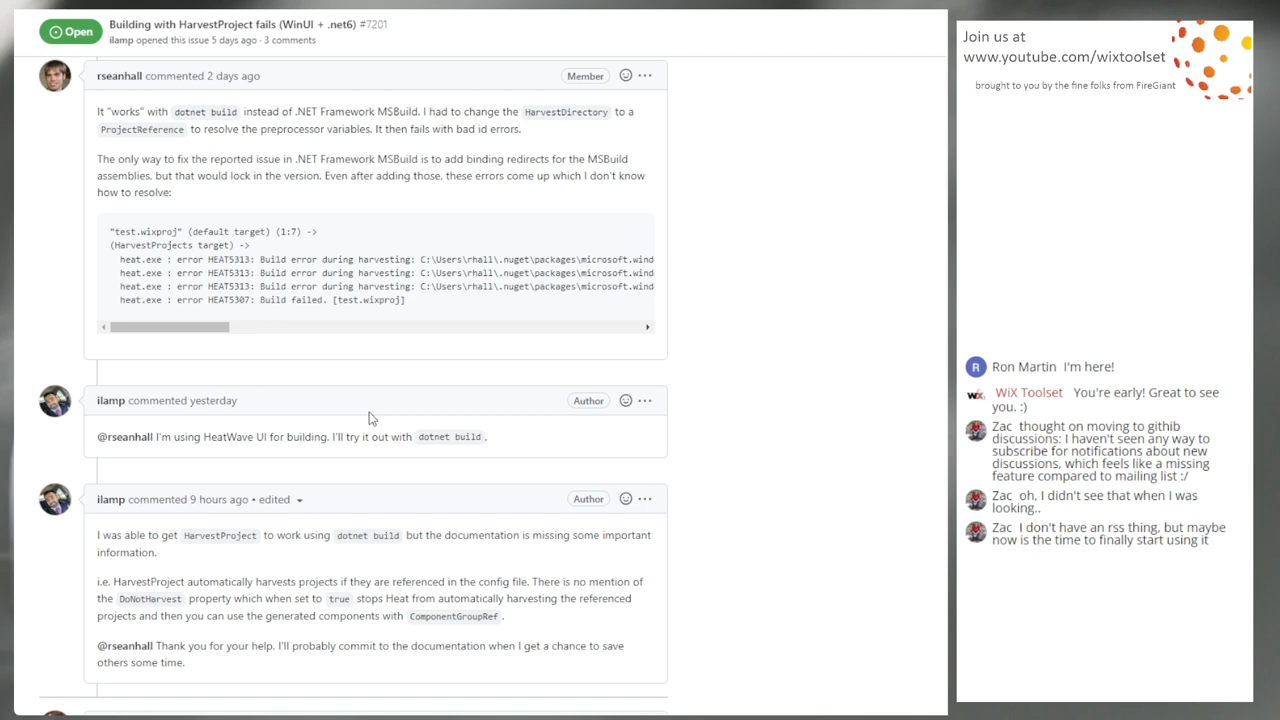 Open
Building with HarvestProject fails (WinUI + .net6) #7201
ilamp opened this issue 5 days ago · 3 comments
rseanhall commented 2 days ago
Member
It "works" with dotnet build instead of .NET Framework MSBuild. I had to change the HarvestDirectory to a
ProjectReference to resolve the preprocessor variables. It then fails with bad id errors.
The only way to fix the reported issue in .NET Framework MSBuild is to add binding redirects for the MSBuild
assemblies, but that would lock in the version. Even after adding those, these errors come up which I don't know
how to resolve:
"test.wixproj" (default target) (1:7) ->
(HarvestProjects target) ->
heat.exe : error HEAT5313: Build error during harvesting: C:\Users\rhall\.nuget\packages\microsoft.wind
heat.exe : error HEAT5313: Build error during harvesting: C:\Users\rhall\.nuget\packages\microsoft.wind
heat.exe : error HEAT5313: Build error during harvesting: C:\Users\rhall\.nuget\packages\microsoft.wind
heat.exe : error HEAT5307: Build failed. [test.wixproj]
ilamp commented yesterday
Author
@rseanhall I'm using HeatWave UI for building. I'll try it out with dotnet build.
ilamp commented 9 hours ago • edited
Author
I was able to get HarvestProject to work using dotnet build but the documentation is missing some important
information.
i.e. HarvestProject automatically harvests projects if they are referenced in the config file. There is no mention of
the DoNotHarvest property which when set to true stops Heat from automatically harvesting the referenced
projects and then you can use the generated components with ComponentGroupRef.
@rseanhall Thank you for your help. I'll probably commit to the documentation when I get a chance to save
others some time.
Join us at
www.youtube.com/wixtoolset
brought to you by the fine folks from FireGiant
R
Ron Martin I'm here!
WiX
WiX Toolset You're early! Great to see
you. :)
Zac thought on moving to githib
discussions: I haven't seen any way to
subscribe for notifications about new
discussions, which feels like a missing
feature compared to mailing list :/
Zac oh, I didn't see that when I was
looking..
Zac I don't have an rss thing, but maybe
now is the time to finally start using it